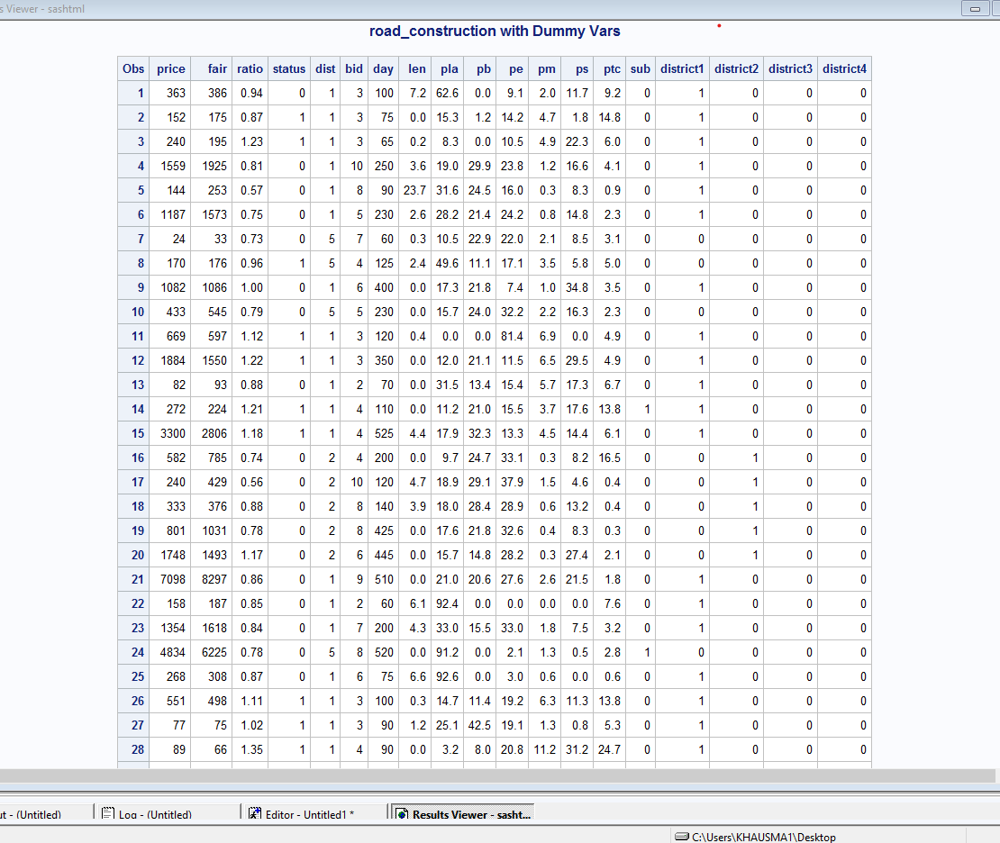 s Viewer - sashtml
road_construction with Dummy Vars
Obs price fair ratio status dist bid day len pla pb pe pm ps ptc sub district1 district2 district3 district4
1 363 386 0.94 0 1 3 100 7.2 62.6 0.0 9.1 2.0 11.7 9.2 0 1 0 0 0
2 152 175 0.87 1 1 3 75 0.0 15.3 1.2 14.2 4.7 1.8 14.8 0 1 0 0 0
3 240 195 1.23 1 1 3 65 0.2 8.3 0.0 10.5 4.9 22.3 6.0 0 1 0 0 0
4 1559 1925 0.81 0 1 10 250 3.6 19.0 29.9 23.8 1.2 16.6 4.1 0 1 0 0 0
5 144 253 0.57 0 1 8 90 23.7 31.6 24.5 16.0 0.3 8.3 0.9 0 1 0 0 0
6 1187 1573 0.75 0 1 5 230 2.6 28.2 21.4 24.2 0.8 14.8 2.3 0 1 0 0 0
7 24 33 0.73 0 5 7 60 0.3 10.5 22.9 22.0 2.1 8.5 3.1 0 0 0 0 0
8 170 176 0.96 1 5 4 125 2.4 49.6 11.1 17.1 3.5 5.8 5.0 0 0 0 0 0
9 1082 1086 1.00 0 1 6 400 0.0 17.3 21.8 7.4 1.0 34.8 3.5 0 1 0 0 0
10 433 545 0.79 0 5 5 230 0.0 15.7 24.0 32.2 2.2 16.3 2.3 0 0 0 0 0
11 669 597 1.12 1 1 3 120 0.4 0.0 0.0 81.4 6.9 0.0 4.9 0 1 0 0 0
12 1884 1550 1.22 1 1 3 350 0.0 12.0 21.1 11.5 6.5 29.5 4.9 0 1 0 0 0
13 82 93 0.88 0 1 2 70 0.0 31.5 13.4 15.4 5.7 17.3 6.7 0 1 0 0 0
14 272 224 1.21 1 1 4 110 0.0 11.2 21.0 15.5 3.7 17.6 13.8 1 1 0 0 0
15 3300 2806 1.18 1 1 4 525 4.4 17.9 32.3 13.3 4.5 14.4 6.1 0 1 0 0 0
16 582 785 0.74 0 2 4 200 0.0 9.7 24.7 33.1 0.3 8.2 16.5 0 0 1 0 0
17 240 429 0.56 0 2 10 120 4.7 18.9 29.1 37.9 1.5 4.6 0.4 0 0 1 0 0
18 333 376 0.88 0 2 8 140 3.9 18.0 28.4 28.9 0.6 13.2 0.4 0 0 1 0 0
19 801 1031 0.78 0 2 8 425 0.0 17.6 21.8 32.6 0.4 8.3 0.3 0 0 1 0 0
20 1748 1493 1.17 0 2 6 445 0.0 15.7 14.8 28.2 0.3 27.4 2.1 0 0 1 0 0
21 7098 8297 0.86 0 1 9 510 0.0 21.0 20.6 27.6 2.6 21.5 1.8 0 1 0 0 0
22 158 187 0.85 0 1 2 60 6.1 92.4 0.0 0.0 0.0 0.0 7.6 0 1 0 0 0
23 1354 1618 0.84 0 1 7 200 4.3 33.0 15.5 33.0 1.8 7.5 3.2 0 1 0 0 0
24 4834 6225 0.78 0 5 8 520 0.0 91.2 0.0 2.1 1.3 0.5 2.8 1 0 0 0 0
25 268 308 0.87 0 1 6 75 6.6 92.6 0.0 3.0 0.6 0.0 0.6 0 1 0 0 0
26 551 498 1.11 1 1 3 100 0.3 14.7 11.4 19.2 6.3 11.3 13.8 0 1 0 0 0
27 77 75 1.02 1 1 3 90 1.2 25.1 42.5 19.1 1.3 0.8 5.3 0 1 0 0 0
28 89 66 1.35 1 1 4 90 0.0 3.2 8.0 20.8 11.2 31.2 24.7 0 1 0 0 0
ut - (Untitled) Log - (Untitled) Editor - Untitled1 * Results Viewer - sasht...
C:\Users\KHAUSMA1\Desktop